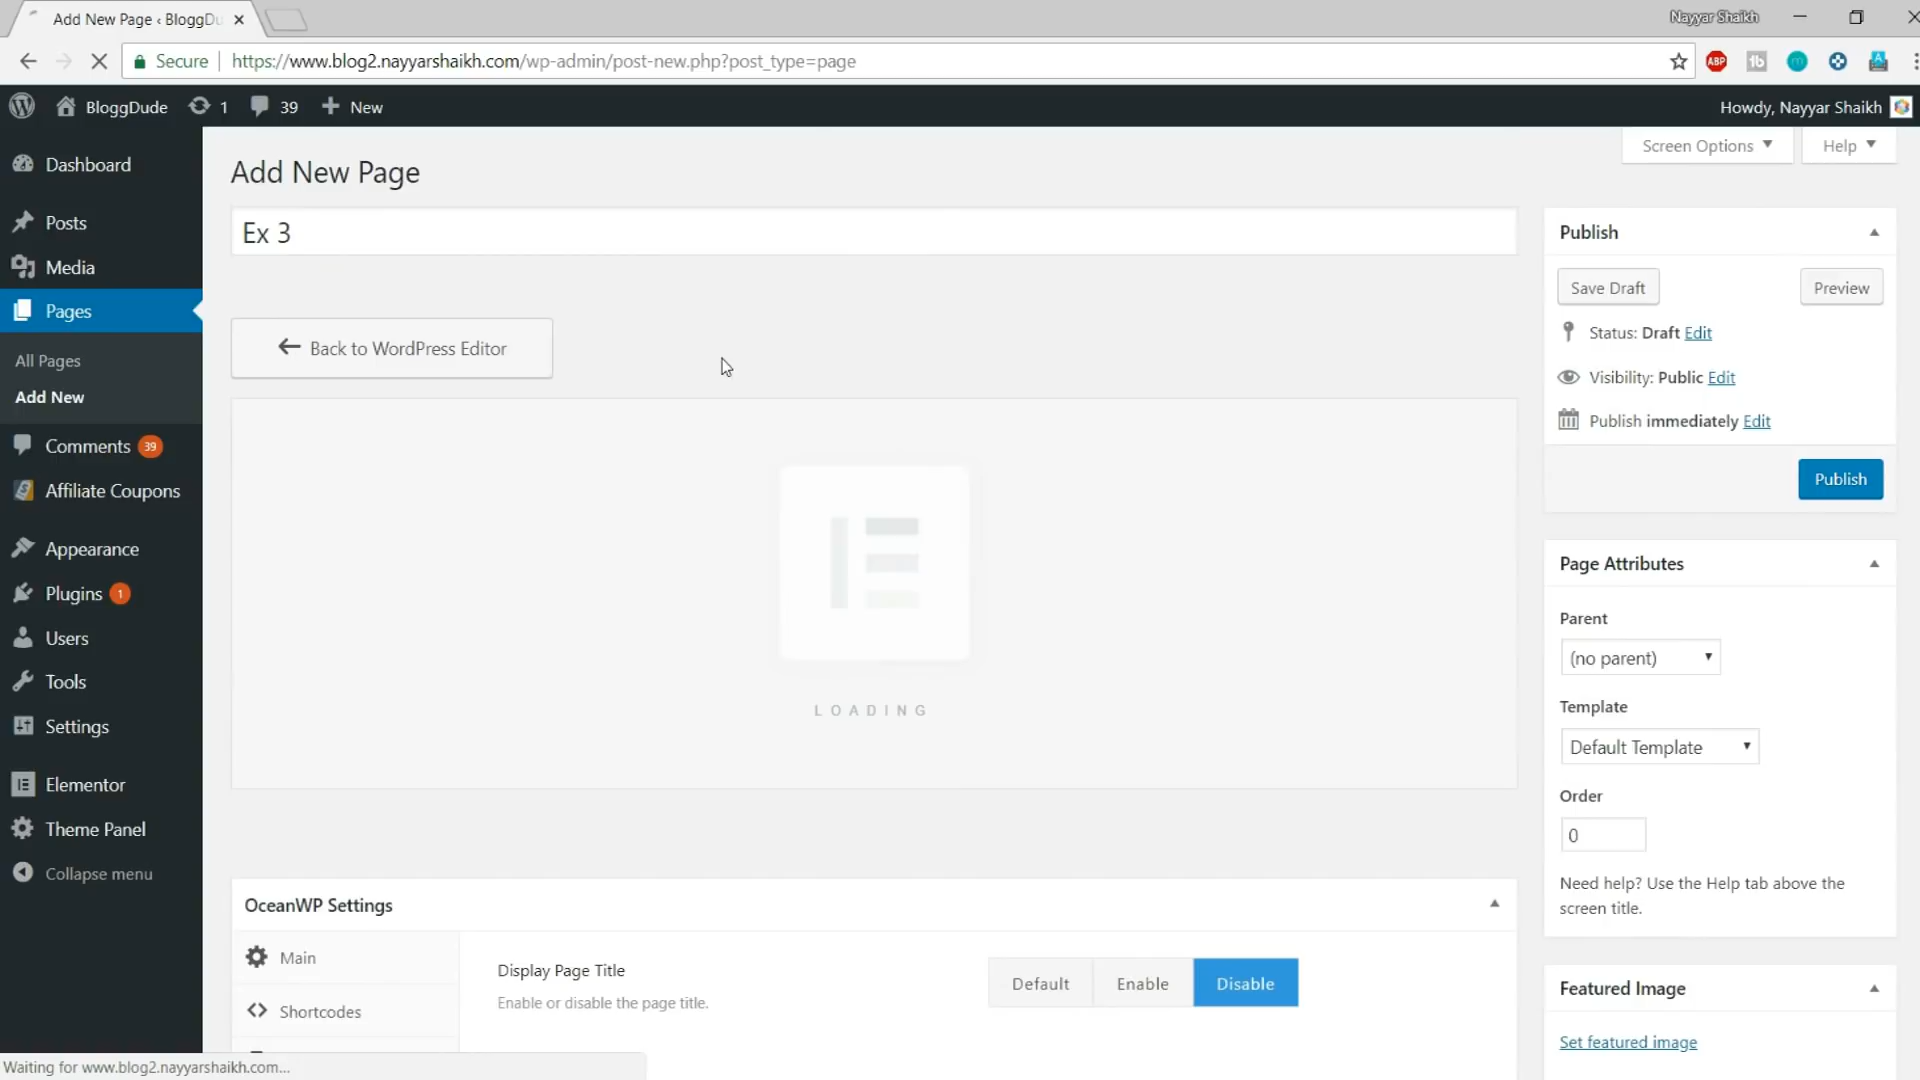 Add New Page ‹ BloggDu
Nayyar Shaikh
Secure
https://www.blog2.nayyarshaikh.com/wp-admin/post-new.php?post_type=page
ABP
BloggDude
1
39
New
Howdy, Nayyar Shaikh
Screen Options
Help
Add New Page
Ex 3
Back to WordPress Editor
LOADING
Dashboard
Posts
Media
Pages
All Pages
Add New
Comments 39
Affiliate Coupons
Appearance
Plugins 1
Users
Tools
Settings
Elementor
Theme Panel
Collapse menu
OceanWP Settings
Main
Shortcodes
Display Page Title
Enable or disable the page title.
Default
Enable
Disable
Publish
Save Draft
Preview
Status: Draft Edit
Visibility: Public Edit
Publish immediately Edit
Publish
Page Attributes
Parent
(no parent)
Template
Default Template
Order
0
Need help? Use the Help tab above the
screen title.
Featured Image
Set featured image
Waiting for www.blog2.nayyarshaikh.com...